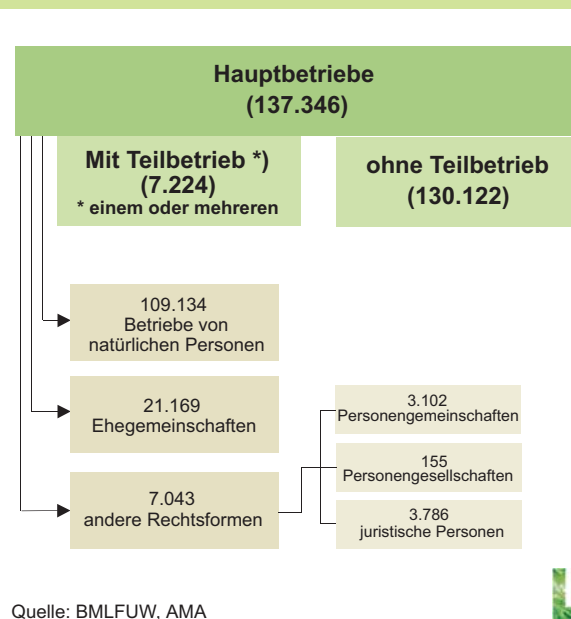 Hauptbetriebe
(137.346)
Mit Teilbetrieb *)
(7.224)
* einem oder mehreren
ohne Teilbetrieb
(130.122)
109.134
Betriebe von
natürlichen Personen
21.169
Ehegemeinschaften
7.043
andere Rechtsformen
3.102
Personengemeinschaften
155
Personengesellschaften
3.786
juristische Personen
Quelle: BMLFUW, AMA
L